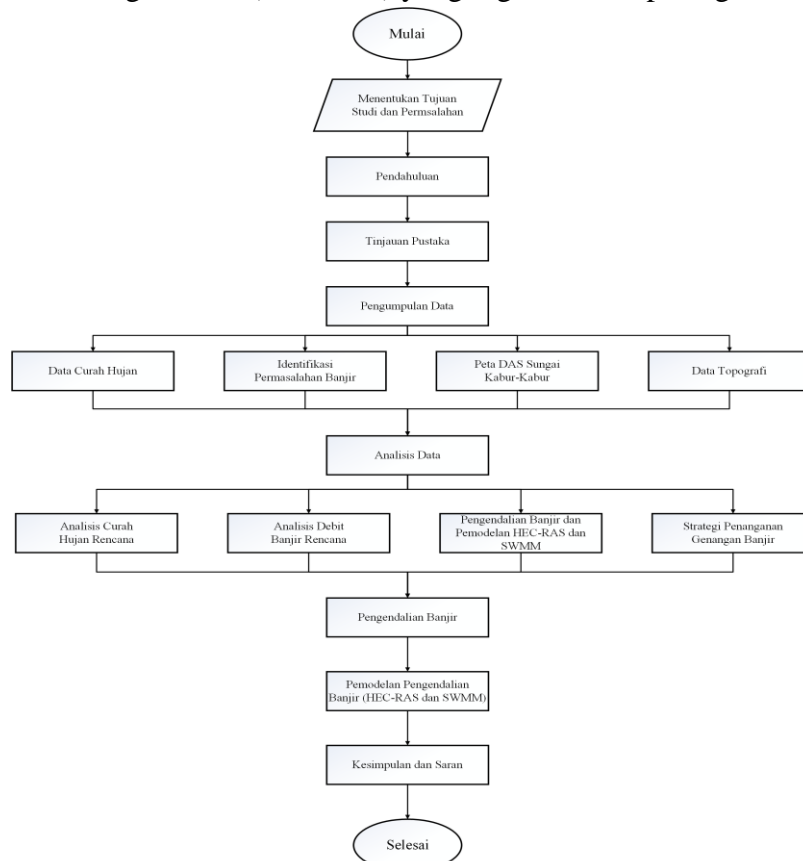 Mulai
Menentukan Tujuan
Studi dan Permsalahan
Pendahuluan
Tinjauan Pustaka
Pengumpulan Data
Data Curah Hujan
Identifikasi
Permasalahan Banjir
Peta DAS Sungai
Kabur-Kabur
Data Topografi
Analisis Data
Analisis Curah
Hujan Rencana
Analisis Debit
Banjir Rencana
Pengendalian Banjir dan
Pemodelan HEC-RAS dan
SWMM
Strategi Penanganan
Genangan Banjir
Pengendalian Banjir
Pemodelan Pengendalian
Banjir (HEC-RAS dan SWMM)
Kesimpulan dan Saran
Selesai